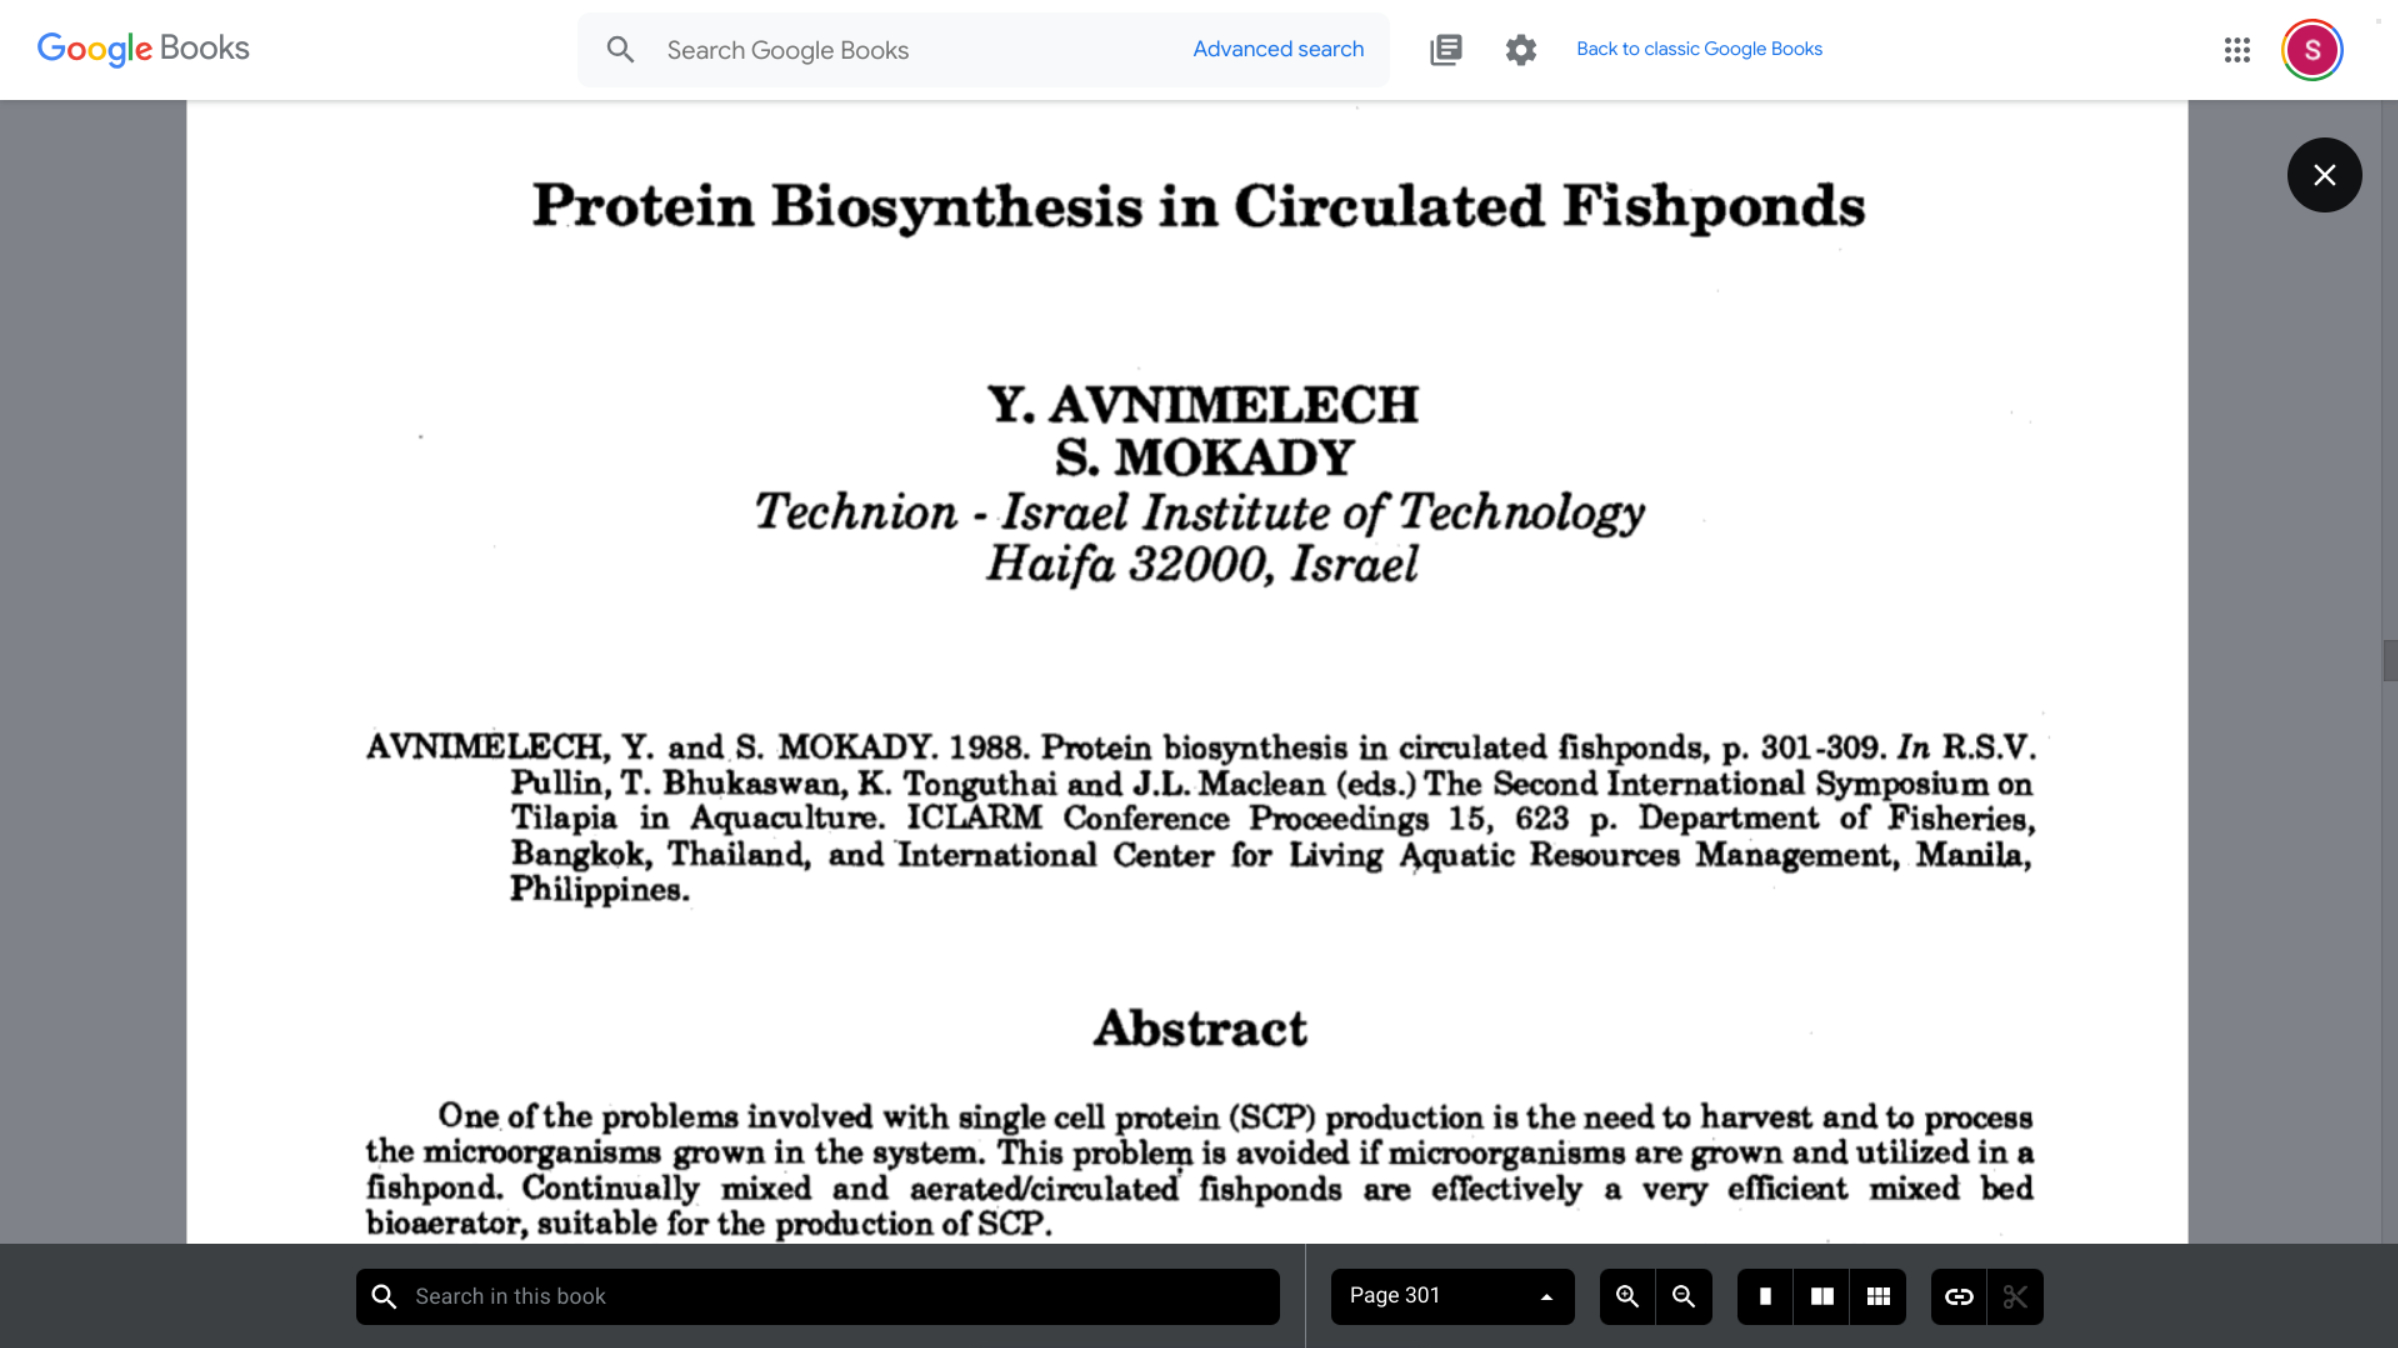 Google Books
Search Google Books
Advanced search
Back to classic Google Books
S
Protein Biosynthesis in Circulated Fishponds
Y. AVNIMELECH
S. MOKADY
Technion - Israel Institute of Technology
Haifa 32000, Israel
AVNIMELECH, Y. and S. MOKADY. 1988. Protein biosynthesis in circulated fishponds, p. 301-309. In R.S.V.
Pullin, T. Bhukaswan, K. Tonguthai and J.L. Maclean (eds.) The Second International Symposium on
Tilapia in Aquaculture. ICLARM Conference Proceedings 15, 623 p. Department of Fisheries,
Bangkok, Thailand, and International Center for Living Aquatic Resources Management, Manila,
Philippines.
Abstract
One of the problems involved with single cell protein (SCP) production is the need to harvest and to process
the microorganisms grown in the system. This problem is avoided if microorganisms are grown and utilized in a
fishpond. Continually mixed and aerated/circulated fishponds are effectively a very efficient mixed bed
bioaerator, suitable for the production of SCP.
Search in this book
Page 301